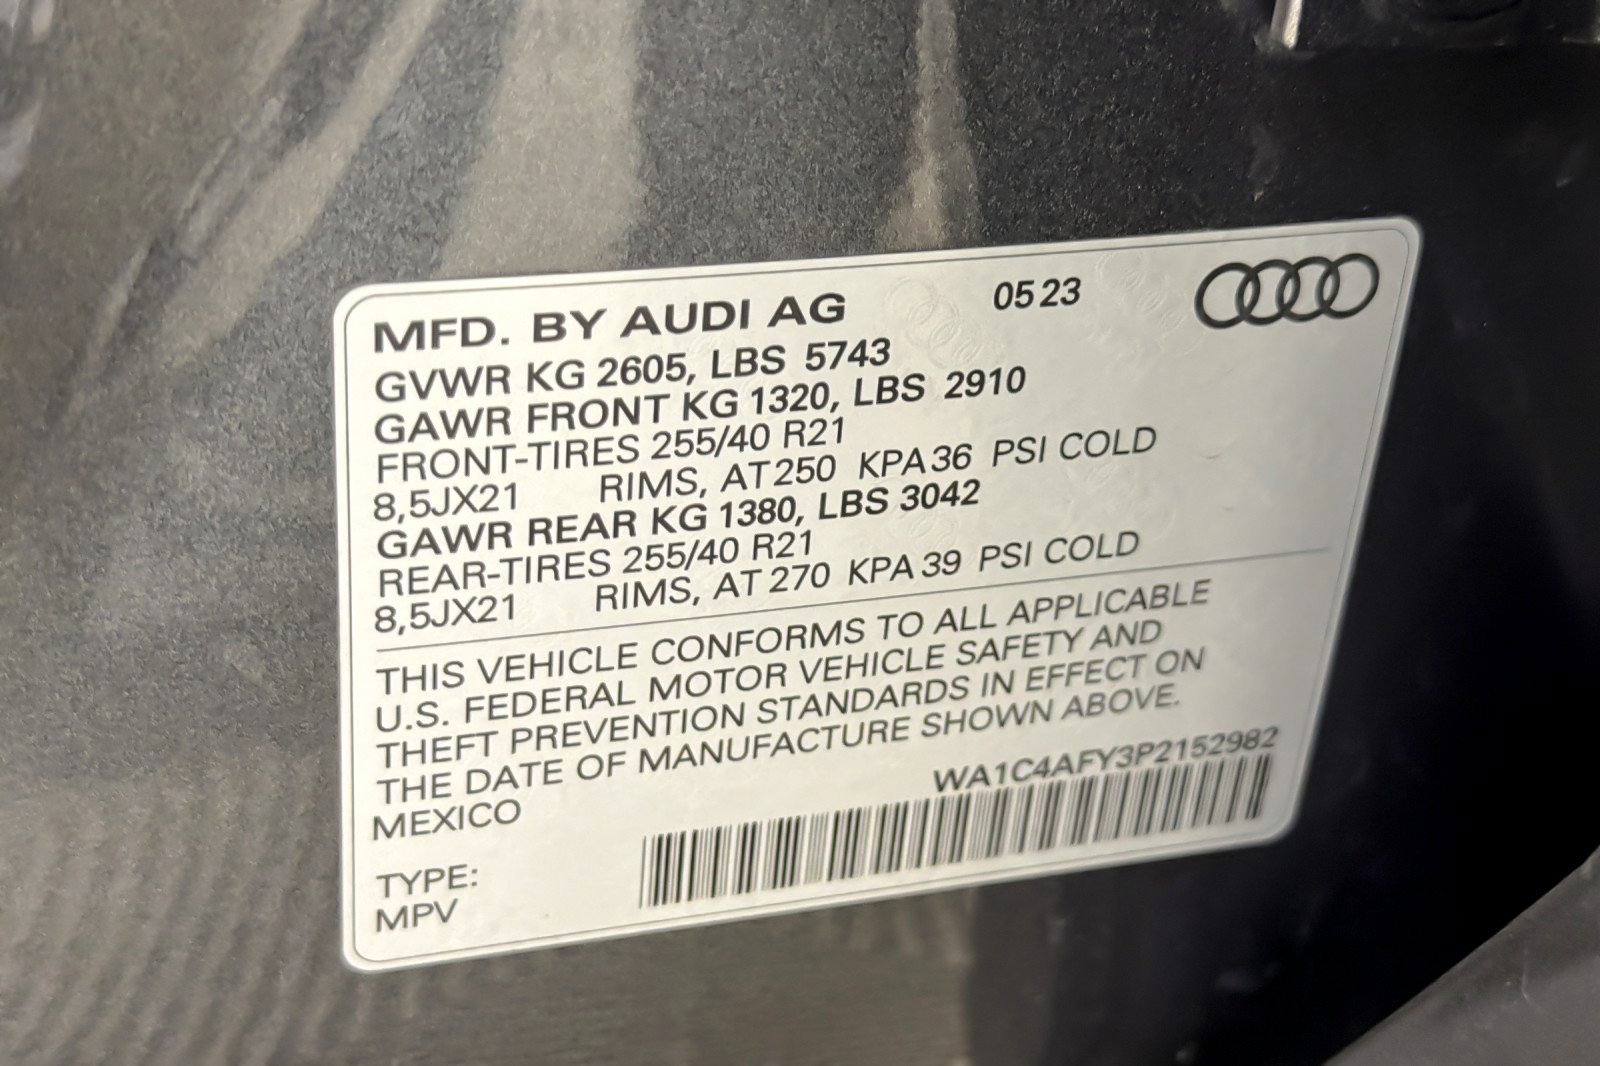 MFD. BY AUDI AG 0523
GVWR KG 2605, LBS 5743
GAWR FRONT KG 1320, LBS 2910
FRONT-TIRES 255/40 R21
8,5JX21 RIMS, AT 250 KPA 36 PSI COLD
GAWR REAR KG 1380, LBS 3042
REAR-TIRES 255/40 R21
8,5JX21 RIMS, AT 270 KPA 39 PSI COLD
THIS VEHICLE CONFORMS TO ALL APPLICABLE
U.S. FEDERAL MOTOR VEHICLE SAFETY AND
THEFT PREVENTION STANDARDS IN EFFECT ON
THE DATE OF MANUFACTURE SHOWN ABOVE.
MEXICO WA1C4AFY3P2152982
TYPE:
MPV